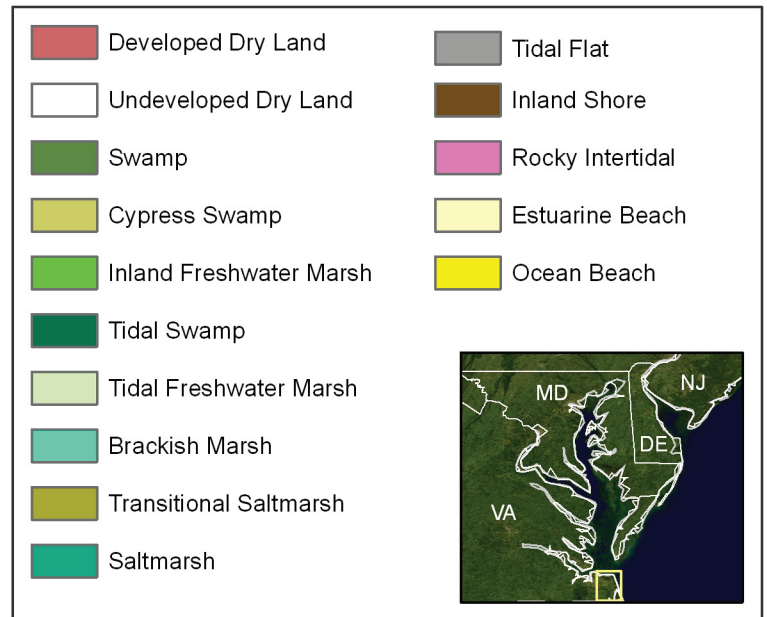 Developed Dry Land
Undeveloped Dry Land
Swamp
Cypress Swamp
Inland Freshwater Marsh
Tidal Swamp
Tidal Freshwater Marsh
Brackish Marsh
Transitional Saltmarsh
Saltmarsh
Tidal Flat
Inland Shore
Rocky Intertidal
Estuarine Beach
Ocean Beach
MD
NJ
DE
VA